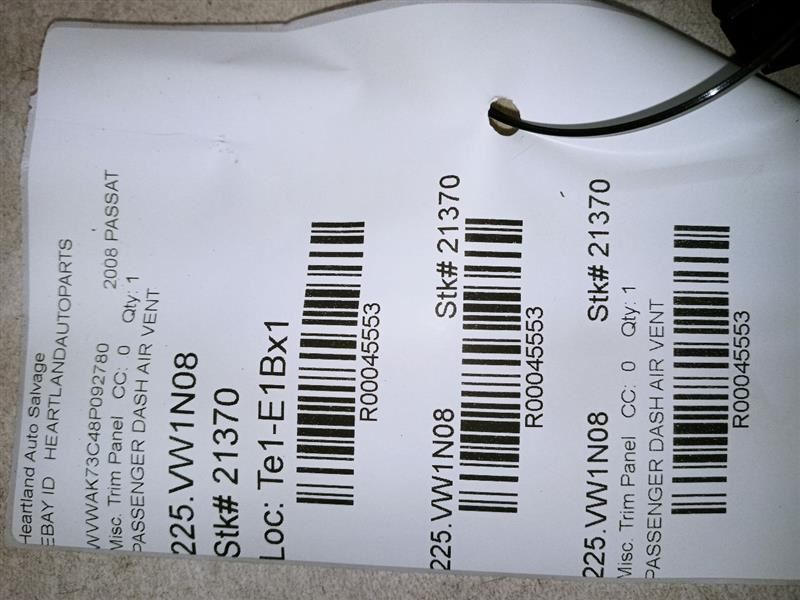 Heartland Auto Salvage
EBAY ID HEARTLANDAUTOPARTS
WVWAK73C48P092780 2008 PASSAT
Misc. Trim Panel CC: 0 Qty: 1
PASSENGER DASH AIR VENT
225.VW1N08
Stk# 21370
Loc: Te1-E1Bx1
R00045553
225.VW1N08 Stk# 21370
R00045553
225.VW1N08 Stk# 21370
Misc. Trim Panel CC: 0 Qty: 1
PASSENGER DASH AIR VENT
R00045553